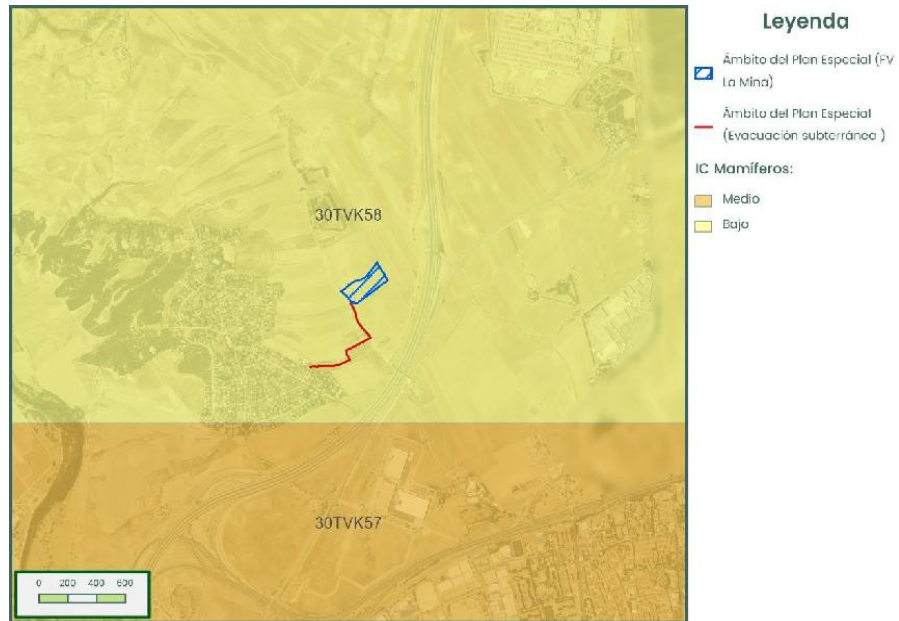 Leyenda
Ámbito del Plan Especial (FV
La Mina)
Ámbito del Plan Especial
(Evacuación subterránea )
IC Mamíferos:
Medio
Bajo
30TVK58
30TVK57
0 200 400 600